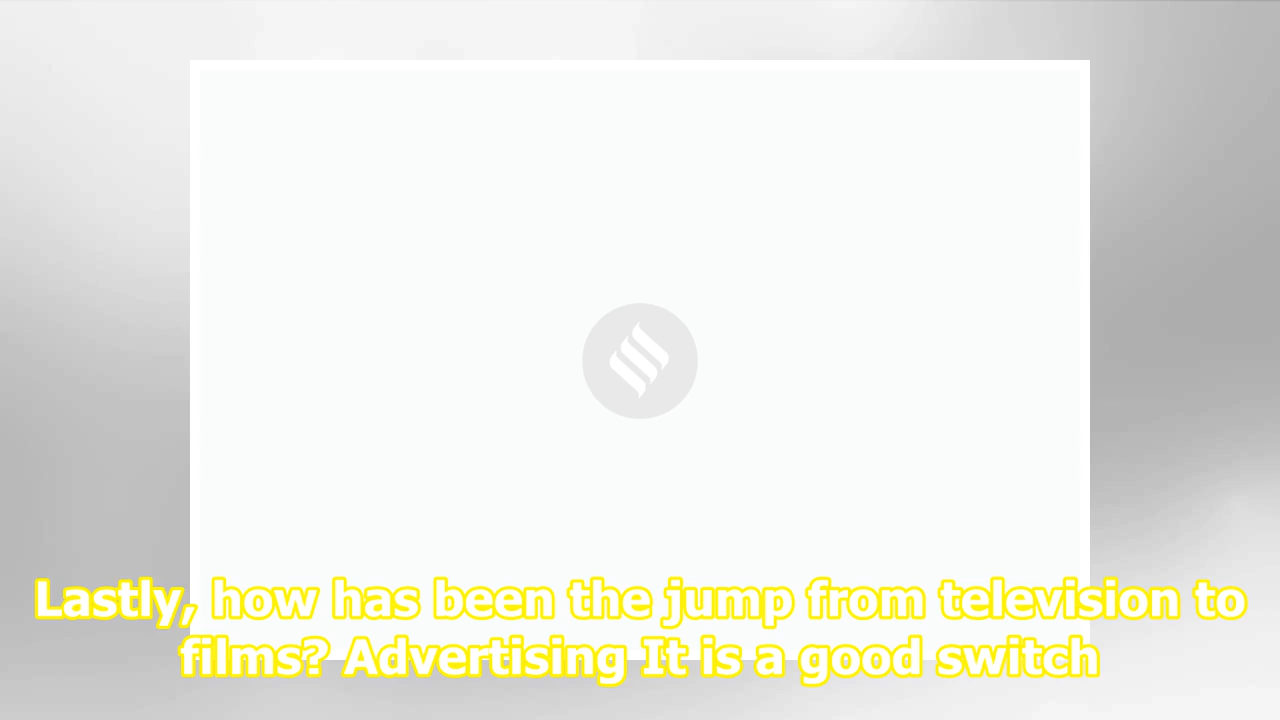 Lastly, how has been the jump from television to
films? Advertising It is a good switch